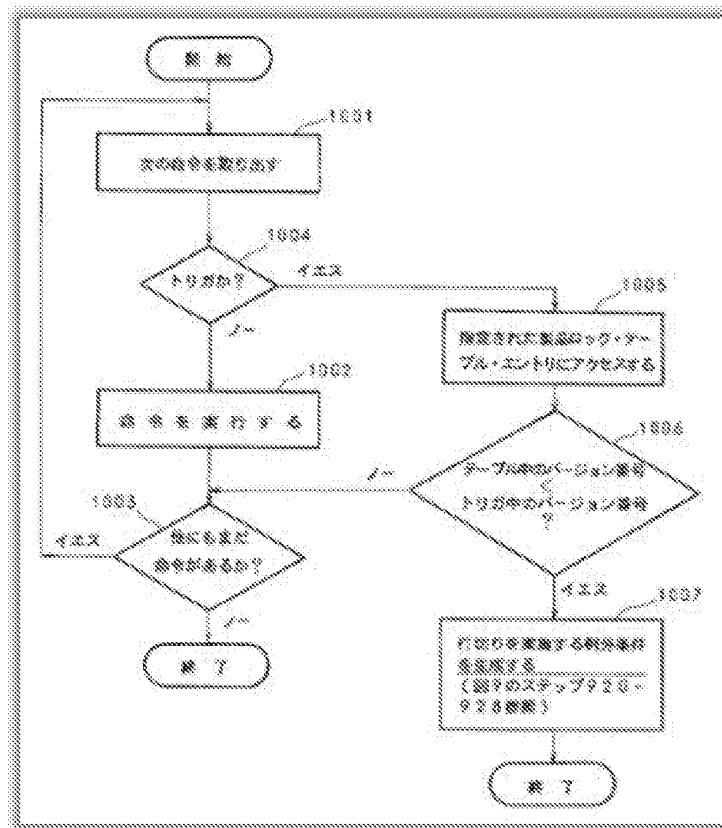 開 始
1001
次の命令を取り出す
1004
トリガか?
イエス
ノー
1005
指定された製品ロック・テー
ブル・エントリにアクセスする
1002
命 令 を 実 行 す る
1006
テーブル中のバージョン番号
<
トリガ中のバージョン番号
?
ノー
1003
他にもまだ
命令があるか?
イエス
ノー
終 了
イエス
1007
打切りを実施する
を生成する
(図9のステップ920-
928参照)
終 了